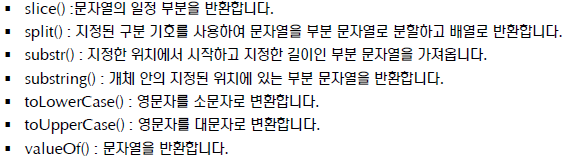 ▪ slice() :문자열의 일정 부분을 반환합니다.
▪ split() : 지정된 구분 기호를 사용하여 문자열을 부분 문자열로 분할하고 배열로 반환합니다.
▪ substr() : 지정한 위치에서 시작하고 지정한 길이인 부분 문자열을 가져옵니다.
▪ substring() : 개체 안의 지정된 위치에 있는 부분 문자열을 반환합니다.
▪ toLowerCase() : 영문자를 소문자로 변환합니다.
▪ toUpperCase() : 영문자를 대문자로 변환합니다.
▪ valueOf() : 문자열을 반환합니다.